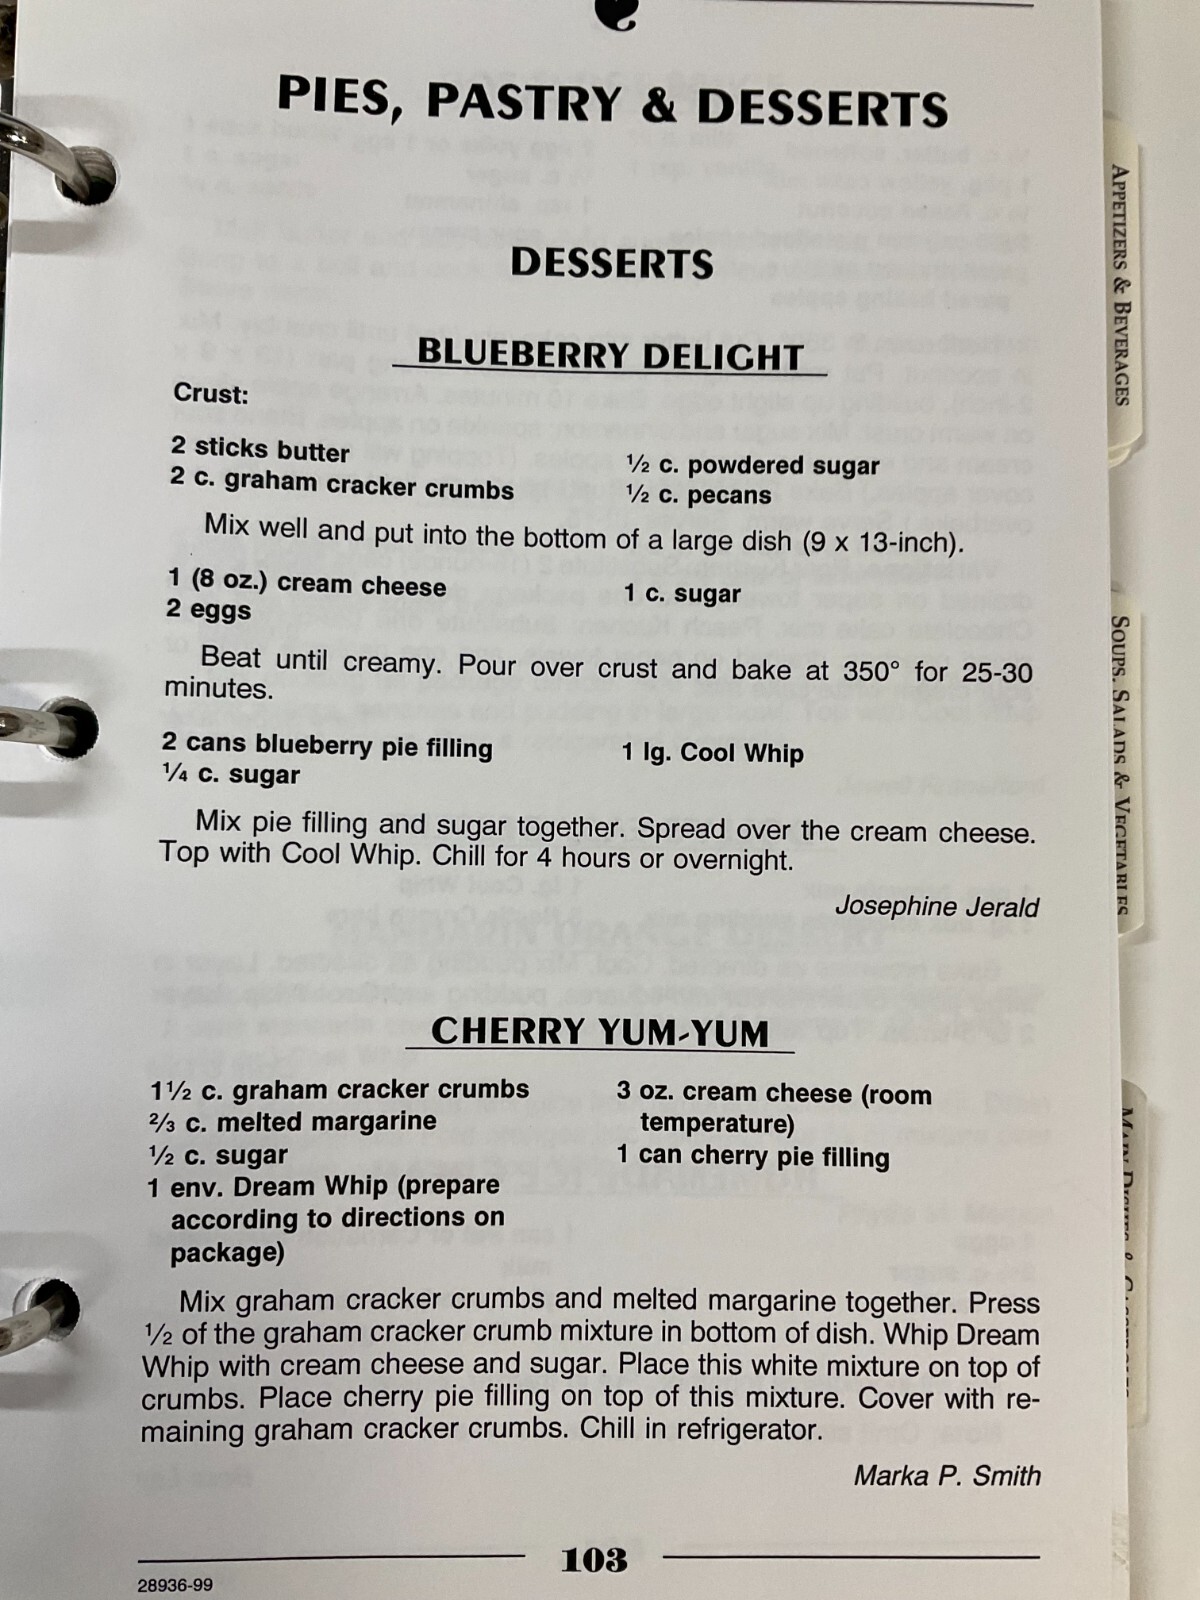 PIES, PASTRY & DESSERTS
DESSERTS
BLUEBERRY DELIGHT
Crust:
2 sticks butter
2 c. graham cracker crumbs
½ c. powdered sugar
½ c. pecans
Mix well and put into the bottom of a large dish (9 x 13-inch).
1 (8 oz.) cream cheese
2 eggs
1 c. sugar
Beat until creamy. Pour over crust and bake at 350° for 25-30
minutes.
2 cans blueberry pie filling
¼ c. sugar
1 lg. Cool Whip
Mix pie filling and sugar together. Spread over the cream cheese.
Top with Cool Whip. Chill for 4 hours or overnight.
Josephine Jerald
CHERRY YUM-YUM
1½ c. graham cracker crumbs
⅔ c. melted margarine
½ c. sugar
1 env. Dream Whip (prepare
according to directions on
package)
3 oz. cream cheese (room
temperature)
1 can cherry pie filling
Mix graham cracker crumbs and melted margarine together. Press
½ of the graham cracker crumb mixture in bottom of dish. Whip Dream
Whip with cream cheese and sugar. Place this white mixture on top of
crumbs. Place cherry pie filling on top of this mixture. Cover with re-
maining graham cracker crumbs. Chill in refrigerator.
Marka P. Smith
103
28936-99
APPETIZERS & BEVERAGES
SOUPS, SALADS & VEGETABLES
MAIN DISHES &